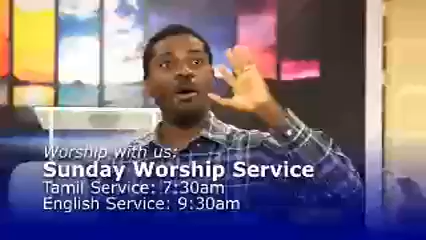 Worship with us:
Sunday Worship Service
Tamil Service: 7:30am
English Service: 9:30am